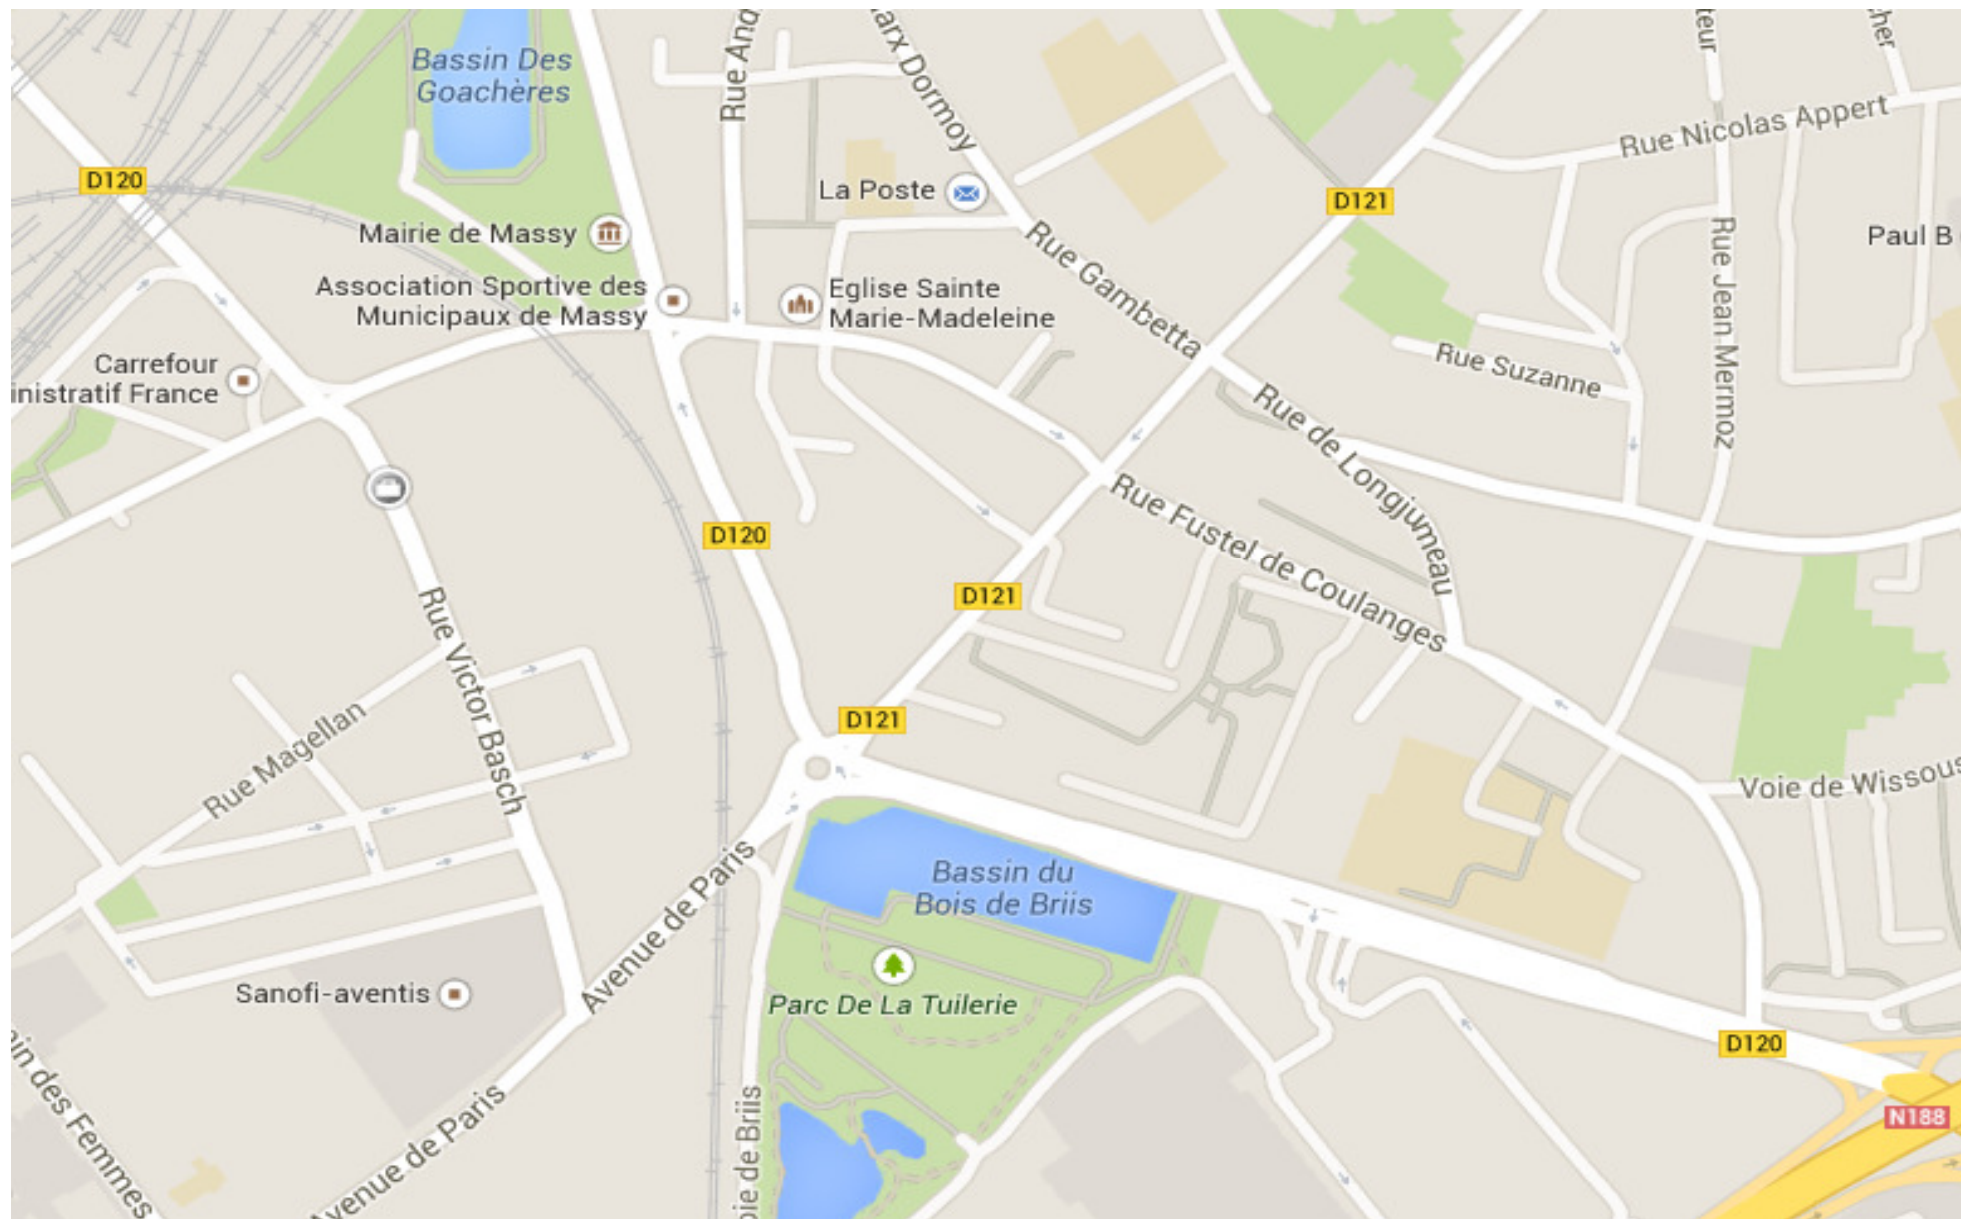 Bassin Des
Goachères
Rue And
arx Dormoy
teur
cher
Rue Nicolas Appert
D120
La Poste
D121
Mairie de Massy
Rue Gambetta
Rue Jean Mermoz
Paul B
Association Sportive des
Municipaux de Massy
Eglise Sainte
Marie-Madeleine
Carrefour
inistratif France
Rue Suzanne
Rue de Longjumeau
D120
Rue Fustel de Coulanges
D121
Rue Victor Basch
Rue Magellan
D121
Voie de Wissous
Avenue de Paris
Bassin du
Bois de Briis
Sanofi-aventis
Parc De La Tuilerie
D120
in des Femmes
Avenue de Paris
oie de Briis
N188